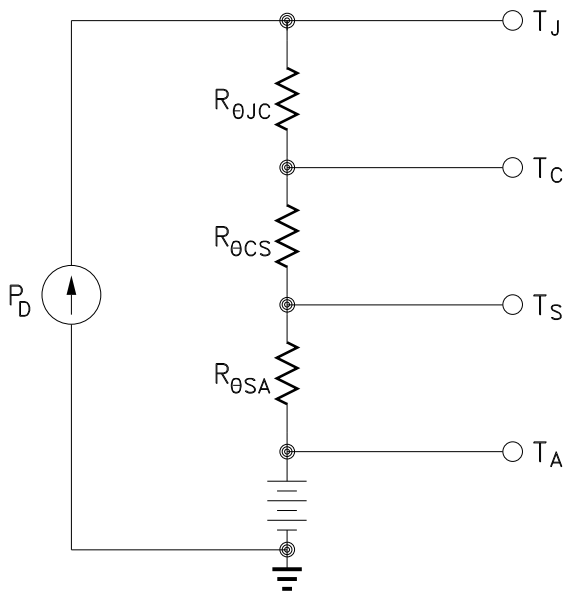 T_J
R_θJC
T_C
R_θCS
P_D
T_S
R_θSA
T_A